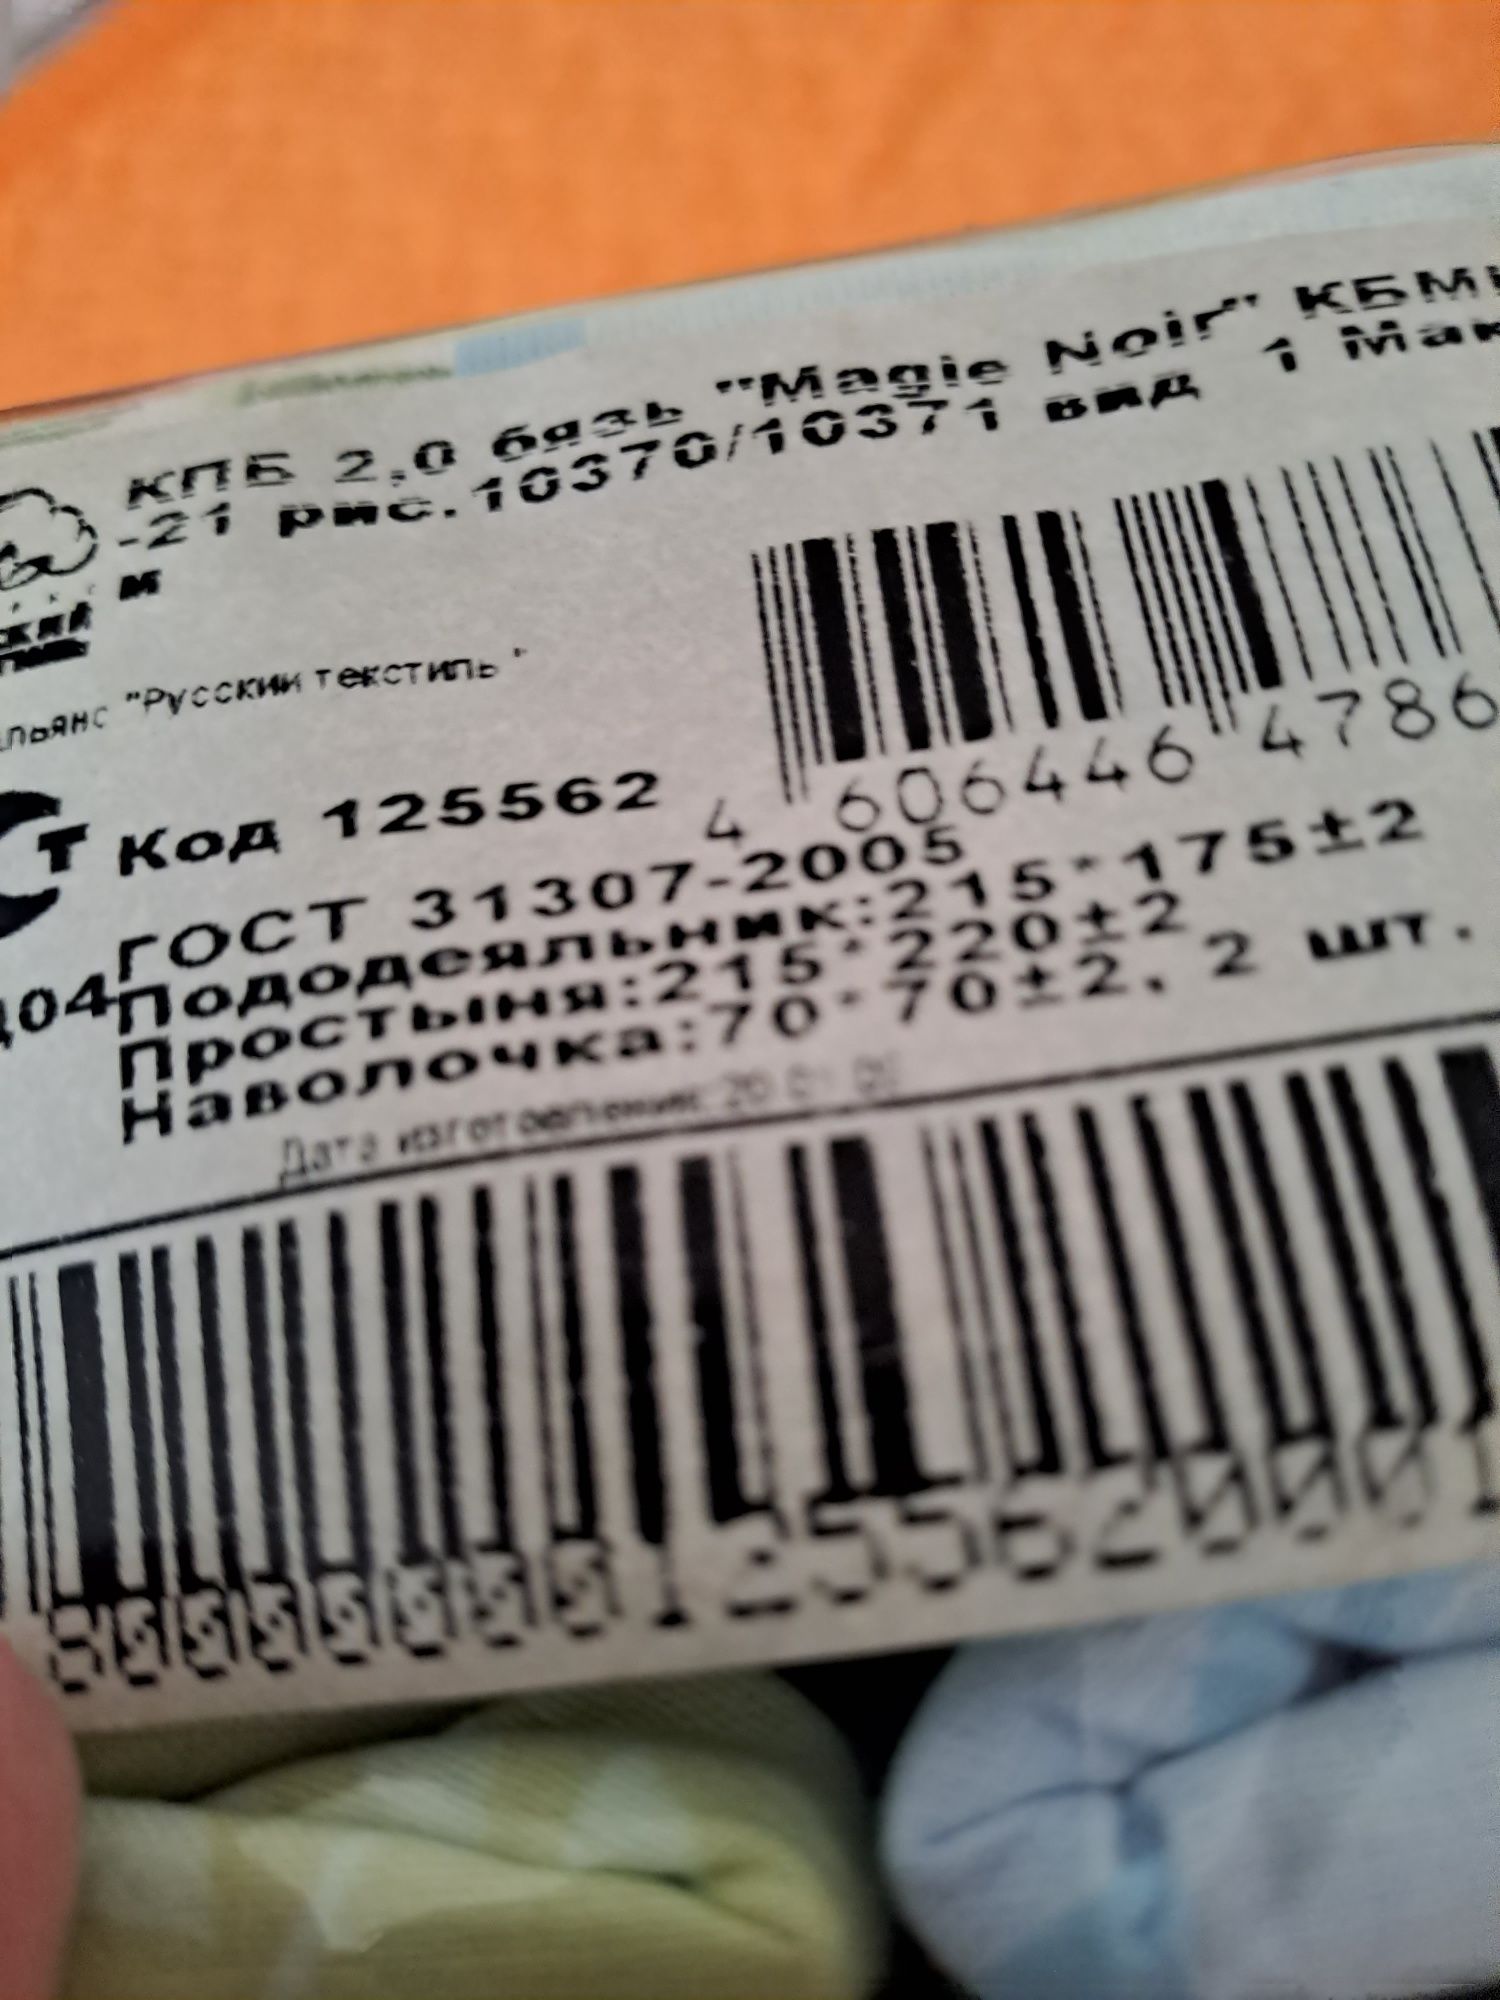 КПБ 2,0 бязь "Magie Noir" КБМ
-21 рис.10370/10371 вид 1 Мак
м
"Русский текстиль"
Код 125562
4 606446 4786
ГОСТ 31307-2005
Пододеяльник:215*175±2
Простыня:215*220±2
Наволочка:70*70±2, 2 шт.
Дата изготовления: